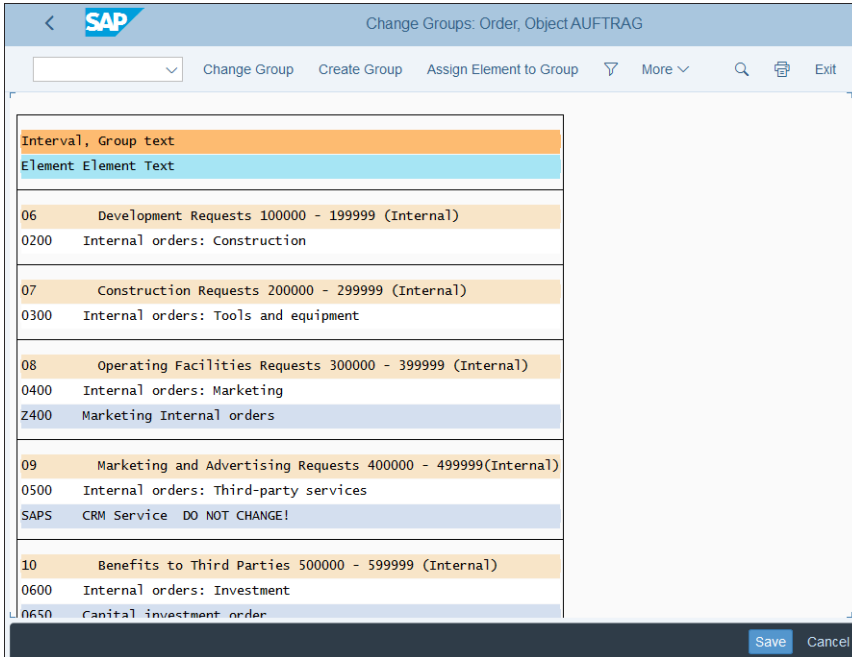 SAP Change Groups: Order, Object AUFTRAG
Change Group Create Group Assign Element to Group More Exit
Interval, Group text
Element Element Text
06 Development Requests 100000 - 199999 (Internal)
0200 Internal orders: Construction
07 Construction Requests 200000 - 299999 (Internal)
0300 Internal orders: Tools and equipment
08 Operating Facilities Requests 300000 - 399999 (Internal)
0400 Internal orders: Marketing
Z400 Marketing Internal orders
09 Marketing and Advertising Requests 400000 - 499999(Internal)
0500 Internal orders: Third-party services
SAPS CRM Service DO NOT CHANGE!
10 Benefits to Third Parties 500000 - 599999 (Internal)
0600 Internal orders: Investment
0650 Capital investment order
Save Cancel